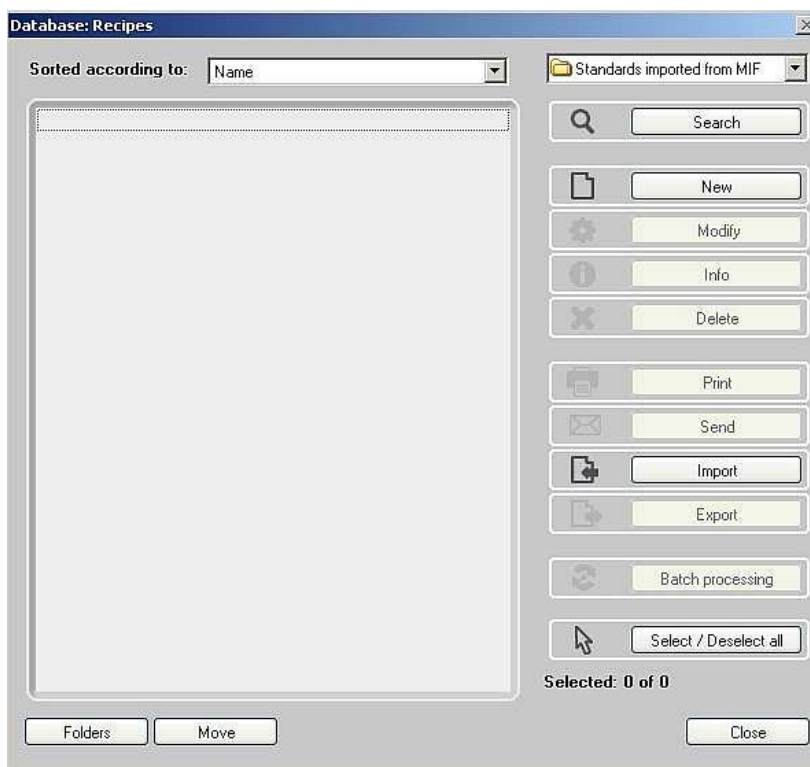 Database: Recipes
Sorted according to: Name
Standards imported from MIF
Search
New
Modify
Info
Delete
Print
Send
Import
Export
Batch processing
Select / Deselect all
Selected: 0 of 0
Folders Move Close